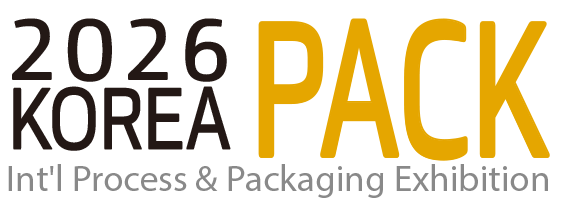 2026
KOREA PACK
Int'l Process & Packaging Exhibition